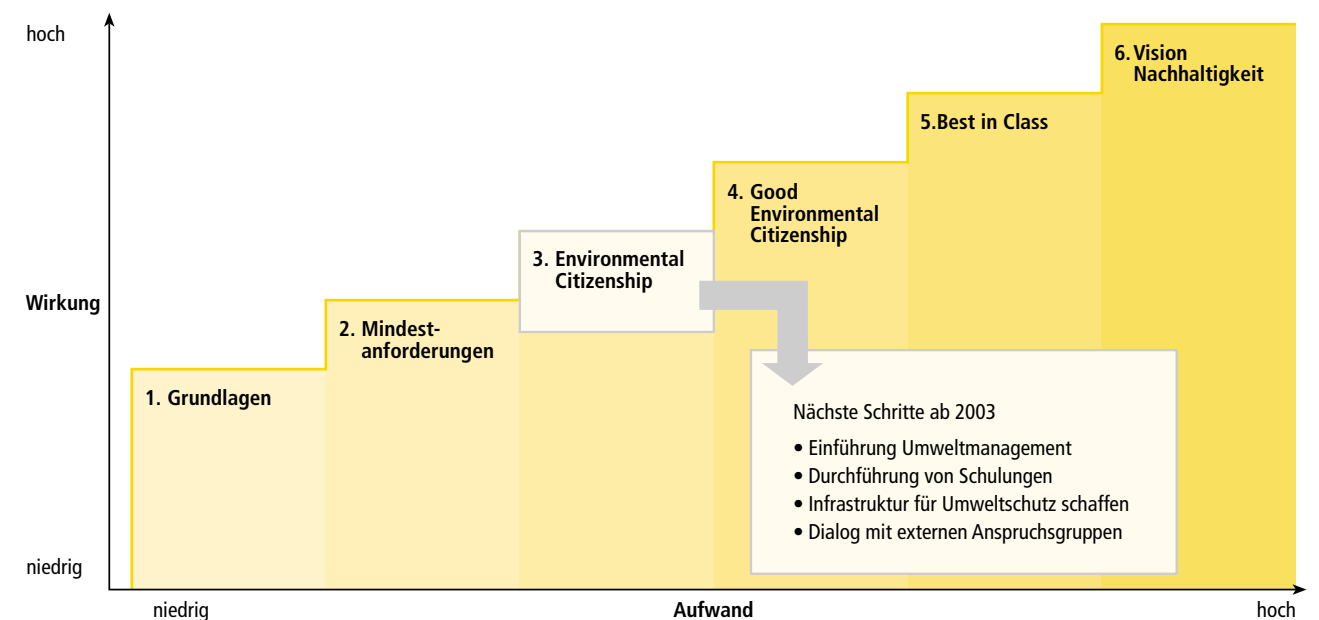 hoch
6. Vision
Nachhaltigkeit
5.Best in Class
4. Good
Environmental
Citizenship
3. Environmental
Citizenship
Wirkung
2. Mindest-
anforderungen
1. Grundlagen
Nächste Schritte ab 2003
• Einführung Umweltmanagement
• Durchführung von Schulungen
• Infrastruktur für Umweltschutz schaffen
• Dialog mit externen Anspruchsgruppen
niedrig
niedrig
Aufwand
hoch